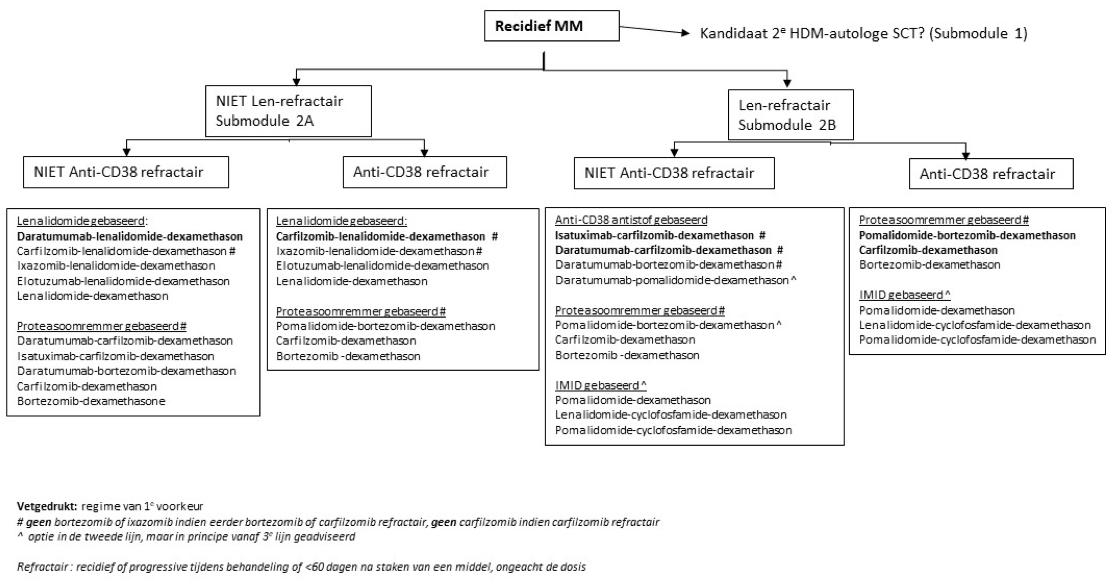 Recidief MM
Kandidaat 2e HDM-autologe SCT? (Submodule 1)
NIET Len-refractair
Submodule 2A
Len-refractair
Submodule 2B
NIET Anti-CD38 refractair
Anti-CD38 refractair
NIET Anti-CD38 refractair
Anti-CD38 refractair
Lenalidomide gebaseerd:
Daratumumab-lenalidomide-dexamethason
Carfilzomib-lenalidomide-dexamethason #
Ixazomib-lenalidomide-dexamethason
Elotuzumab-lenalidomide-dexamethason
Lenalidomide-dexamethason
Proteasoomremmer gebaseerd#
Daratumumab-carfilzomib-dexamethason
Isatuximab-carfilzomib-dexamethason
Daratumumab-bortezomib-dexamethason
Carfilzomib-dexamethason
Bortezomib-dexamethasone
Lenalidomide gebaseerd:
Carfilzomib-lenalidomide-dexamethason #
Ixazomib-lenalidomide-dexamethason#
Elotuzumab-lenalidomide-dexamethason
Lenalidomide-dexamethason
Proteasoomremmer gebaseerd#
Pomalidomide-bortezomib-dexamethason
Carfilzomib-dexamethason
Bortezomib -dexamethason
Anti-CD38 antistof gebaseerd
Isatuximab-carfilzomib-dexamethason #
Daratumumab-carfilzomib-dexamethason #
Daratumumab-bortezomib-dexamethason#
Daratumumab-pomalidomide-dexamethason^
Proteasoomremmer gebaseerd#
Pomalidomide-bortezomib-dexamethason^
Carfilzomib-dexamethason
Bortezomib -dexamethason
IMID gebaseerd^
Pomalidomide-dexamethason
Lenalidomide-cyclofosfamide-dexamethason
Pomalidomide-cyclofosfamide-dexamethason
Proteasoomremmer gebaseerd#
Pomalidomide-bortezomib-dexamethason
Carfilzomib-dexamethason
Bortezomib-dexamethason
IMID gebaseerd^
Pomalidomide-dexamethason
Lenalidomide-cyclofosfamide-dexamethason
Pomalidomide-cyclofosfamide-dexamethason
Vetgedrukt: regime van 1e voorkeur
# geen bortezomib of ixazomib indien eerder bortezomib of carfilzomib refractair, geen carfilzomib indien carfilzomib refractair
^ optie in de tweede lijn, maar in principe vanaf 3e lijn geadviseerd
Refractair : recidief of progressive tijdens behandeling of <60 dagen na staken van een middel, ongeacht de dosis